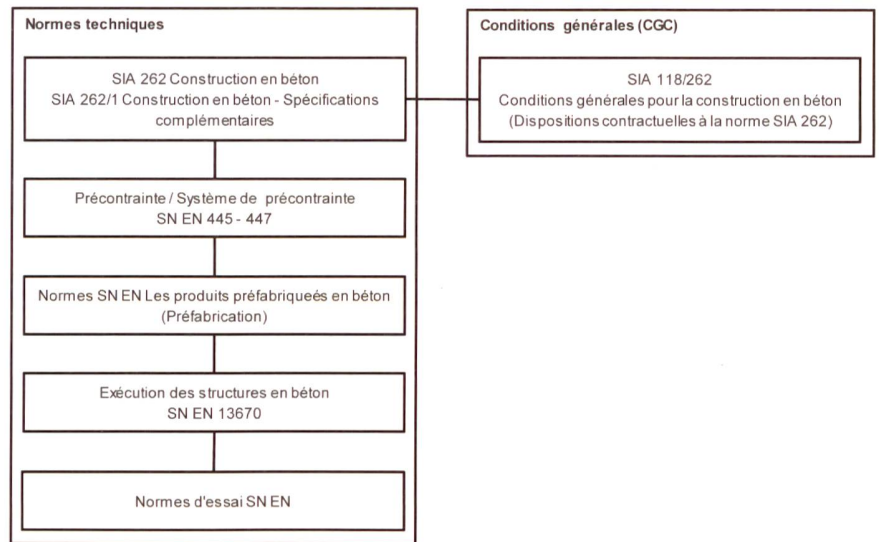 Normes techniques
SIA 262 Construction en béton
SIA 262/1 Construction en béton - Spécifications
complémentaires
Précontrainte / Système de précontrainte
SN EN 445 - 447
Normes SN EN Les produits préfabriqueés en béton
(Préfabrication)
Exécution des structures en béton
SN EN 13670
Normes d'essai SN EN
Conditions générales (CGC)
SIA 118/262
Conditions générales pour la construction en béton
(Dispositions contractuelles à la norme SIA 262)